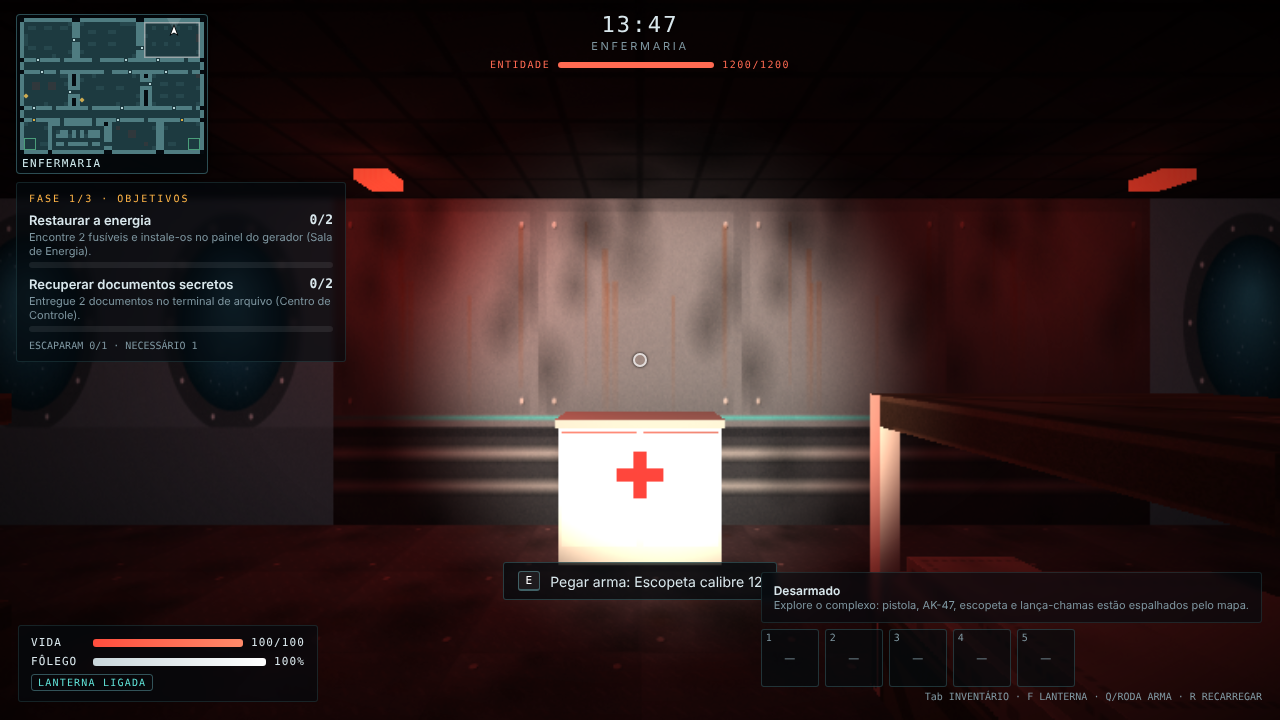 13:47
ENFERMARIA
ENTIDADE 1200/1200
ENFERMARIA
FASE 1/3 · OBJETIVOS
Restaurar a energia 0/2
Encontre 2 fusíveis e instale-os no painel do gerador (Sala
de Energia).
Recuperar documentos secretos 0/2
Entregue 2 documentos no terminal de arquivo (Centro de
Controle).
ESCAPARAM 0/1 · NECESSÁRIO 1
E Pegar arma: Escopeta calibre 12
Desarmado
Explore o complexo: pistola, AK-47, escopeta e lança-chamas estão espalhados pelo mapa.
1 2 3 4 5
— — — — —
VIDA 100/100
FÔLEGO 100%
LANTERNA LIGADA
Tab INVENTÁRIO · F LANTERNA · Q/RODA ARMA · R RECARREGAR